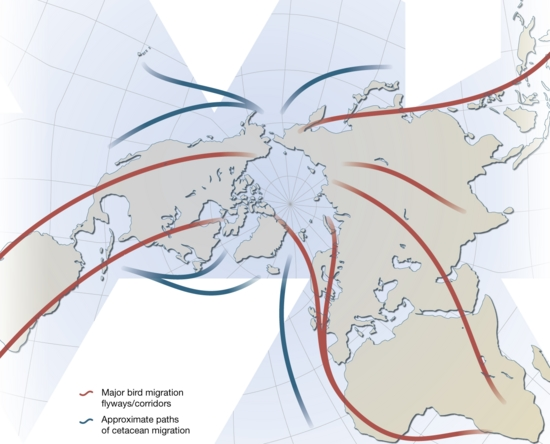 Major bird migration
flyways/corridors
Approximate paths
of cetacean migration